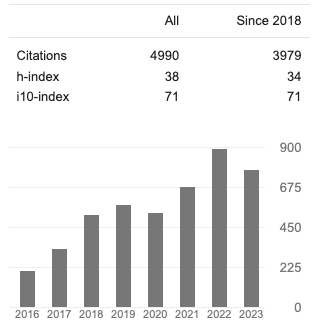 All Since 2018
Citations 4990 3979
h-index 38 34
i10-index 71 71
900
675
450
225
0
2016 2017 2018 2019 2020 2021 2022 2023